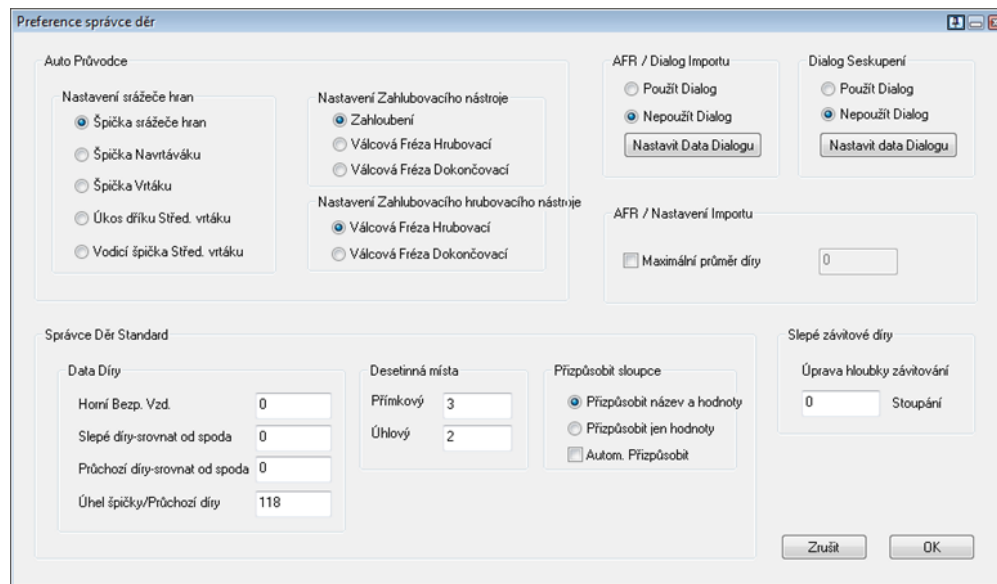 Preference správce děr
Auto Průvodce
Nastavení srážeče hran
Špička srážeče hran
Špička Navrtáváku
Špička Vrtáku
Úkos dříku Střed. vrtáku
Vodicí špička Střed. vrtáku
Nastavení Zahlubovacího nástroje
Zahloubení
Válcová Fréza Hrubovací
Válcová Fréza Dokončovací
Nastavení Zahlubovacího hrubovacího nástroje
Válcová Fréza Hrubovací
Válcová Fréza Dokončovací
AFR / Dialog Importu
Použít Dialog
Nepoužít Dialog
Nastavit Data Dialogu
Dialog Seskupení
Použít Dialog
Nepoužít Dialog
Nastavit data Dialogu
AFR / Nastavení Importu
Maximální průměr díry 0
Správce Děr Standard
Data Díry
Horní Bezp. Vzd. 0
Slepé díry-srovnat od spoda 0
Průchozí díry-srovnat od spoda 0
Úhel špičky/Průchozí díry 118
Desetinná místa
Přímkový 3
Úhlový 2
Přizpůsobit sloupce
Přizpůsobit název a hodnoty
Přizpůsobit jen hodnoty
Autom. Přizpůsobit
Slepé závitové díry
Úprava hloubky závitování
0 Stoupání
Zrušit OK